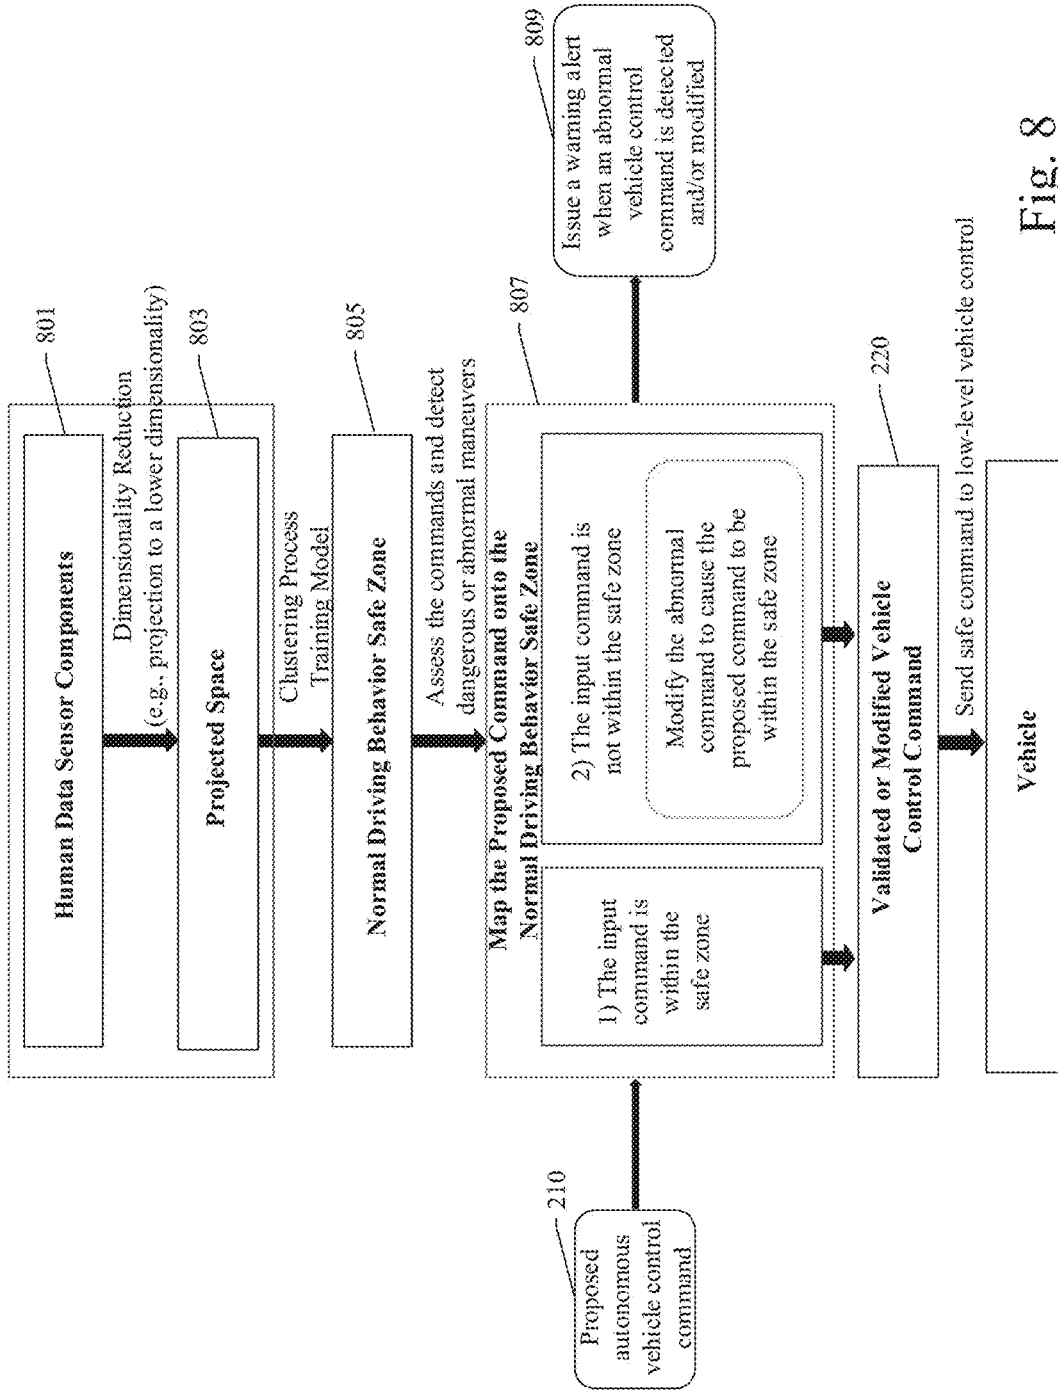 801
Human Data Sensor Components
Dimensionality Reduction
(e.g., projection to a lower dimensionality)
803
Projected Space
Clustering Process
Training Model
805
Normal Driving Behavior Safe Zone
Assess the commands and detect
dangerous or abnormal maneuvers
807
Map the Proposed Command onto the
Normal Driving Behavior Safe Zone
210
Proposed
autonomous
vehicle control
command
1) The input
command is
within the
safe zone
2) The input command is
not within the safe zone
Modify the abnormal
command to cause the
proposed command to be
within the safe zone
809
Issue a warning alert
when an abnormal
vehicle control
command is detected
and/or modified
220
Validated or Modified Vehicle
Control Command
Send safe command to low-level vehicle control
Vehicle
Fig. 8